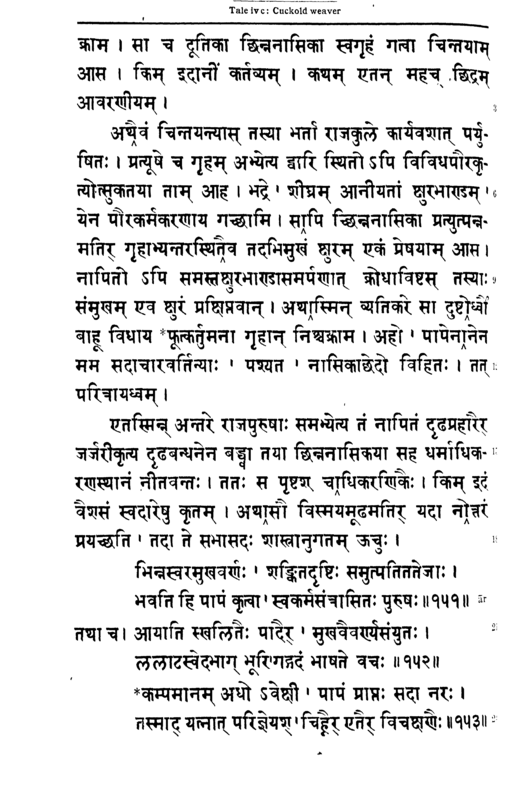 Tale iv c: Cuckold weaver
क्राम । सा च दूतिका छिन्ननासिका स्वगृहं गत्वा चिन्तयाम्
आस । किम् इदानीं कर्तव्यम् । कथम् एतन् महच् छिद्रम्
आवरणीयम् । 3
अथैवं चिन्तयन्त्यास् तस्या भर्ता राजकुले कार्यवशात् पर्यु-
षितः । प्रत्यूषे च गृहम् अभ्येत्य द्वारि स्थितो ऽपि विविधपौरकृ-
त्योत्सुकतया ताम् आह । भद्रे ' शीघ्रम् आनीयतां क्षुरभाण्डम् ' 6
येन पौरकर्मकरणाय गच्छामि । सापि च्छिन्ननासिका प्रत्युत्पन्न-
मतिर् गृहाभ्यन्तरस्थितैव तदभिमुखं क्षुरम् एकं प्रेषयाम् आस ।
नापितो ऽपि समस्तक्षुरभाण्डासमर्पणात् क्रोधाविष्टस् तस्याः 9
संमुखम् एव क्षुरं प्रक्षिप्तवान् । अथास्मिन् व्यतिकरे सा दुष्टोर्ध्वौ
बाहू विधाय *फूत्कर्तुमना गृहान् निश्चक्राम । अहो ' पापेनानेन
मम सदाचारवर्तिन्याः ' पश्यत ' नासिकाछेदो विहितः । तत्
परित्रायध्वम् ।
एतस्मिन्न् अन्तरे राजपुरुषाः समभ्येत्य तं नापितं दृढप्रहारैर्
जर्जरीकृत्य दृढबन्धनेन बद्ध्वा तया छिन्ननासिकया सह धर्माधिक-
रणस्थानं नीतवन्तः । ततः स पृष्टश् चाधिकरणिकैः । किम् इदं
वैशसं स्वदारेषु कृतम् । अथासौ विस्मयमूढमतिर् यदा नोत्तरं
प्रयच्छति ' तदा ते सभासदः शास्त्रानुगतम् ऊचुः ।
भिन्नस्वरमुखवर्णः ' शङ्कितदृष्टिः समुत्पतिततेजाः ।
भवति हि पापं कृत्वा ' स्वकर्मसंत्रासितः पुरुषः ॥१५१॥ ār
तथा च । आयाति स्खलितैः पादैर् ' मुखवैवर्ण्यसंयुतः ।
ललाटस्वेदभाग् भूरिगद्गदं भाषते वचः ॥१५२॥
*कम्पमानम् अधो ऽवेक्षी ' पापं प्राप्तः सदा नरः ।
तस्माद् यत्नात् परिज्ञेयश् ' चिह्नैर् एतैर् विचक्षणैः ॥१५३॥